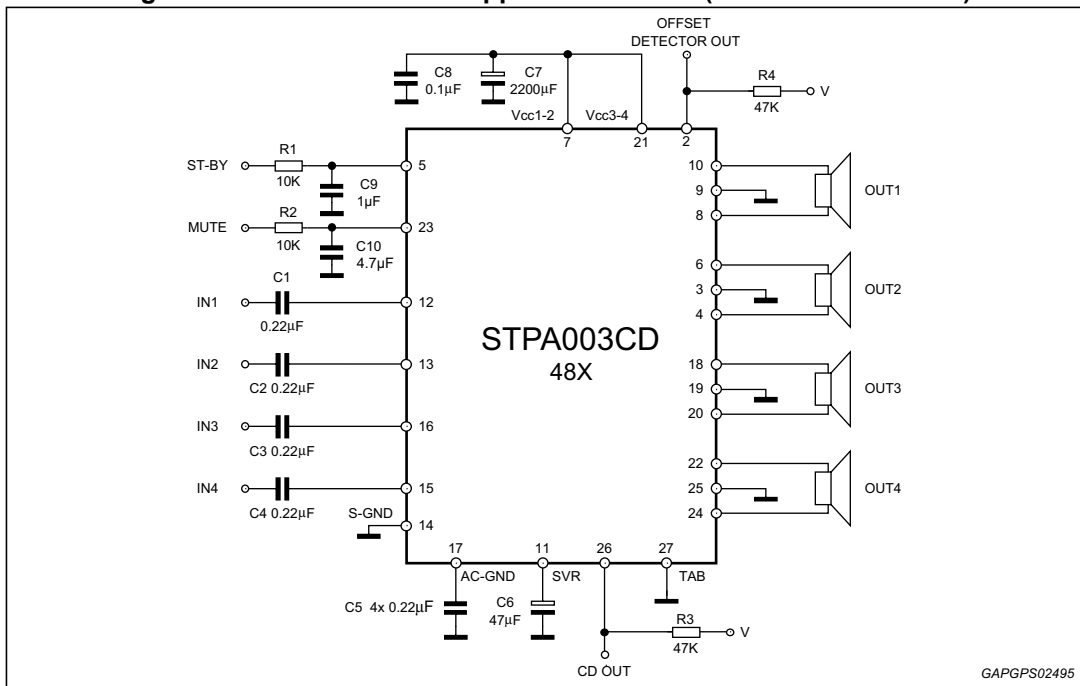 OFFSET
DETECTOR OUT
C8
0.1µF
C7
2200µF
R4
47K
V
Vcc1-2
Vcc3-4
7
21
2
ST-BY
R1
10K
C9
1µF
5
MUTE
R2
10K
C10
4.7µF
23
IN1
C1
0.22µF
12
IN2
C2 0.22µF
13
IN3
C3 0.22µF
16
IN4
C4 0.22µF
15
S-GND
14
STPA003CD
48X
10
9
8
OUT1
6
3
4
OUT2
18
19
20
OUT3
22
25
24
OUT4
17
AC-GND
11
SVR
26
27
TAB
C5 4x 0.22µF
C6
47µF
R3
47K
V
CD OUT
GAPGPS02495